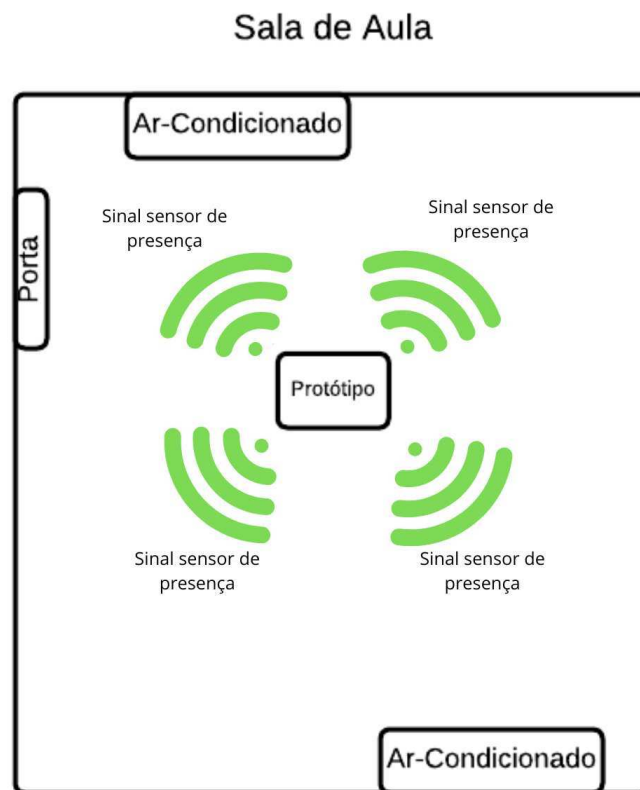 Sala de Aula
Ar-Condicionado
Porta
Sinal sensor de
presença
Sinal sensor de
presença
Protótipo
Sinal sensor de
presença
Sinal sensor de
presença
Ar-Condicionado